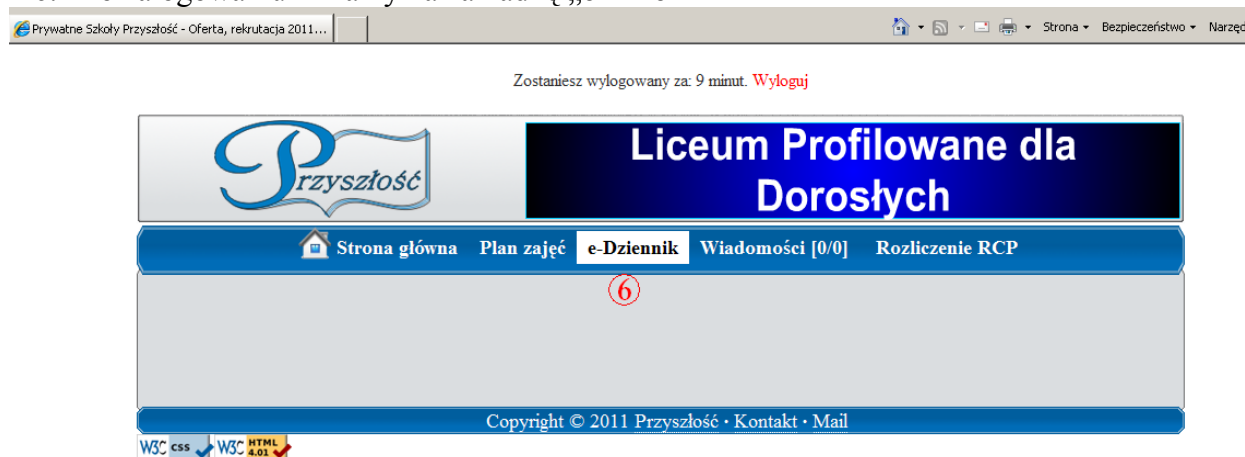 Prywatne Szkoły Przyszłość - Oferta, rekrutacja 2011...
Strona Bezpieczeństwo
Zostaniesz wylogowany za: 9 minut. Wyloguj
Przyszłość
Liceum Profilowane dla
Dorosłych
Strona główna Plan zajęć e-Dziennik Wiadomości [0/0] Rozliczenie RCP
6
Copyright © 2011 Przyszłość · Kontakt · Mail
W3C css W3C HTML 4.01